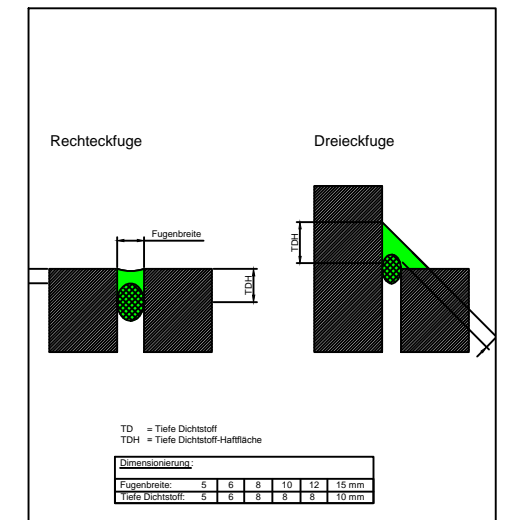 Rechteckfuge
Dreieckfuge
Fugenbreite
TDH
TDH
TD = Tiefe Dichtstoff
TDH = Tiefe Dichtstoff-Haftfläche
Dimensionierung:
Fugenbreite: 5 6 8 10 12 15 mm
Tiefe Dichtstoff: 5 6 8 8 8 10 mm